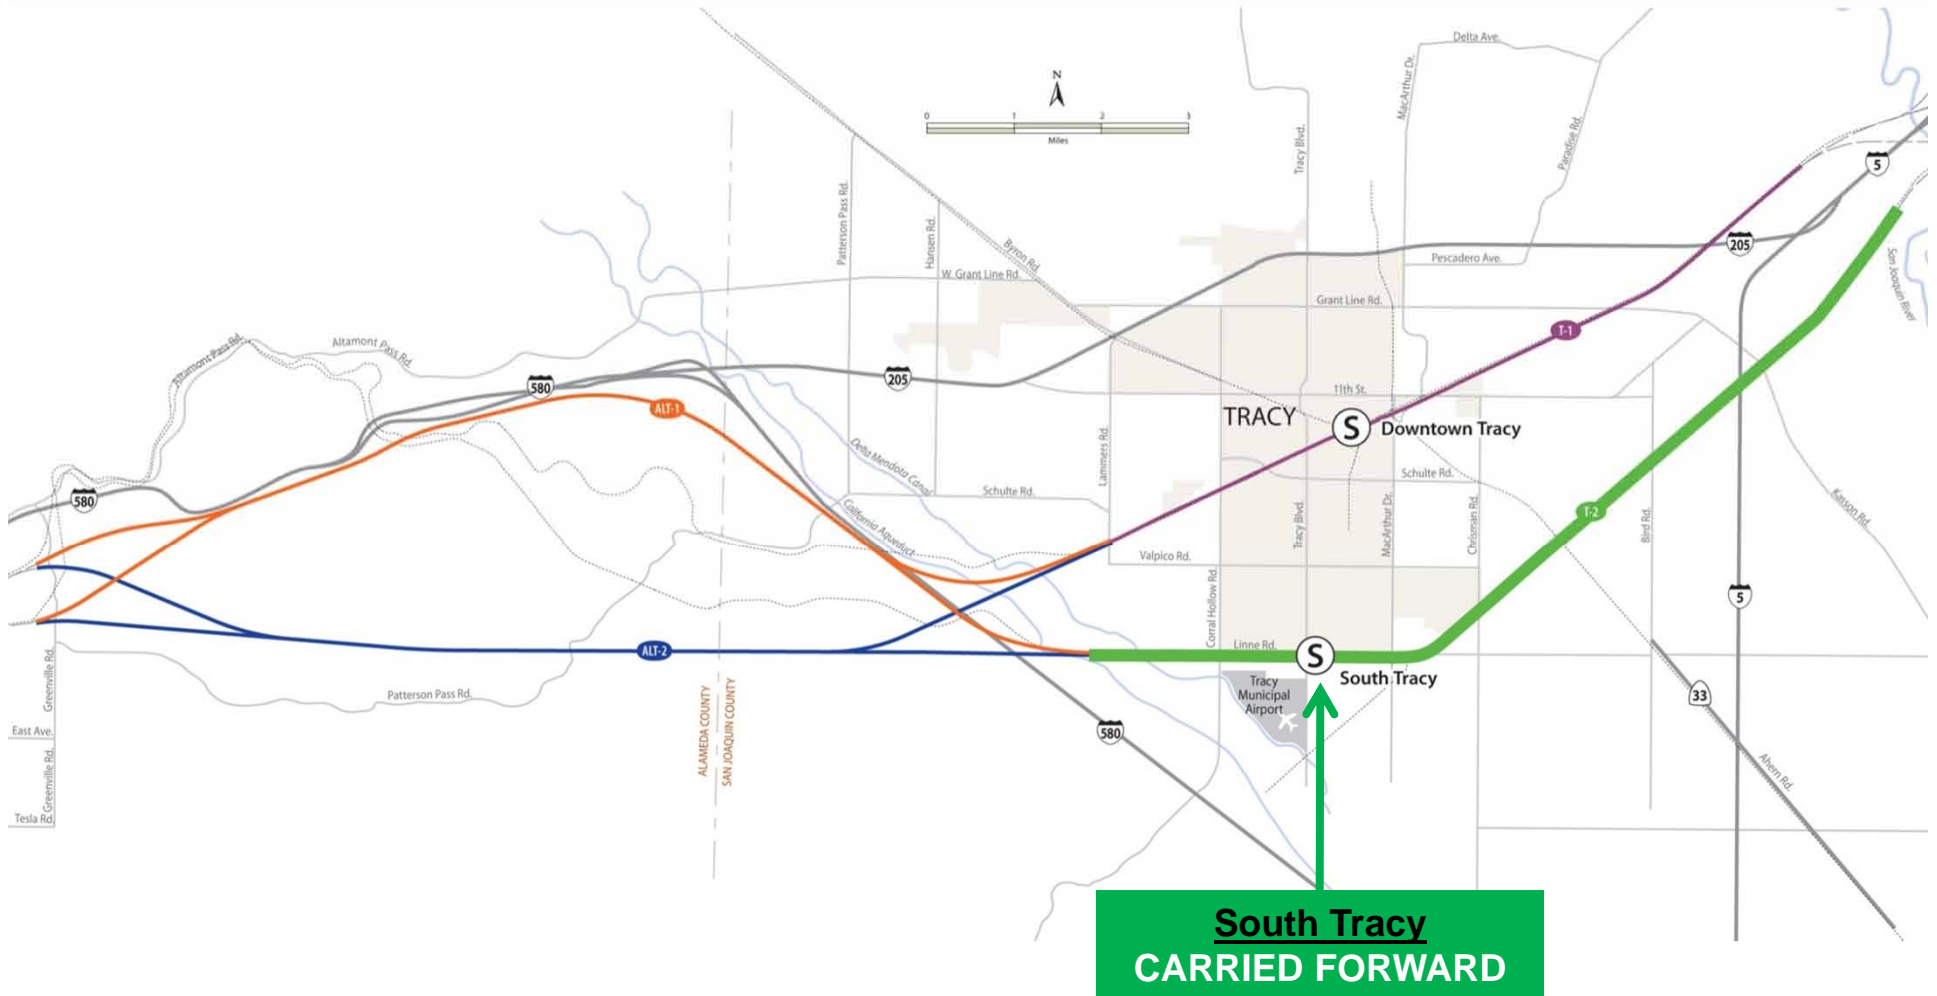 Delta Ave.
MacArthur Dr.
Paradise Rd.
Tracy Blvd.
N
0 1 2 3
Miles
5
205
San Joaquin River
Patterson Pass Rd.
Hansen Rd.
Byron Rd.
W. Grant Line Rd.
Pescadero Ave.
Grant Line Rd.
T-1
Altamont Pass Rd.
Altamont Pass Rd.
580
205
ALT-1
11th St.
TRACY
S
Downtown Tracy
Lammers Rd.
Delta Mendota Canal
Schulte Rd.
Schulte Rd.
580
California Aqueduct
Tracy Blvd.
MacArthur Dr.
Chrisman Rd.
T-2
Bird Rd.
Kasson Rd.
Valpico Rd.
Corral Hollow Rd.
5
Linne Rd.
S
South Tracy
ALT-2
Greenville Rd.
Patterson Pass Rd.
ALAMEDA COUNTY
SAN JOAQUIN COUNTY
Tracy
Municipal
Airport
33
580
East Ave.
Greenville Rd.
Tesla Rd.
Ahern Rd.
South Tracy
CARRIED FORWARD